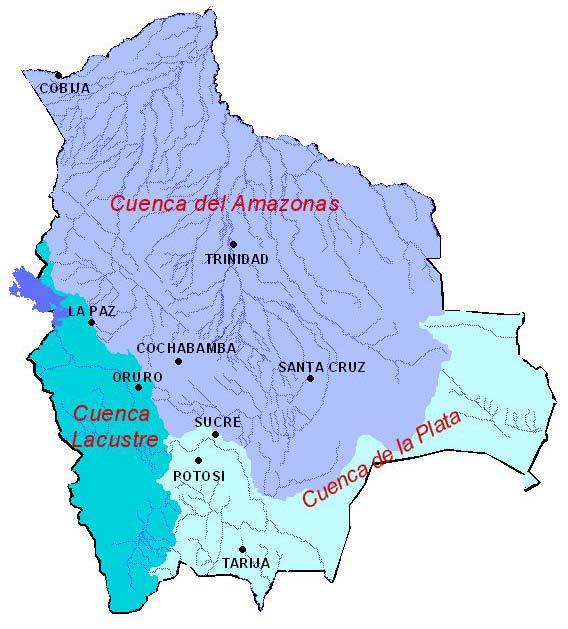 COBIJA
Cuenca del Amazonas
TRINIDAD
LA PAZ
COCHABAMBA
SANTA CRUZ
ORURO
Cuenca
Lacustre
SUCRE
Cuenca de la Plata
POTOSI
TARIJA